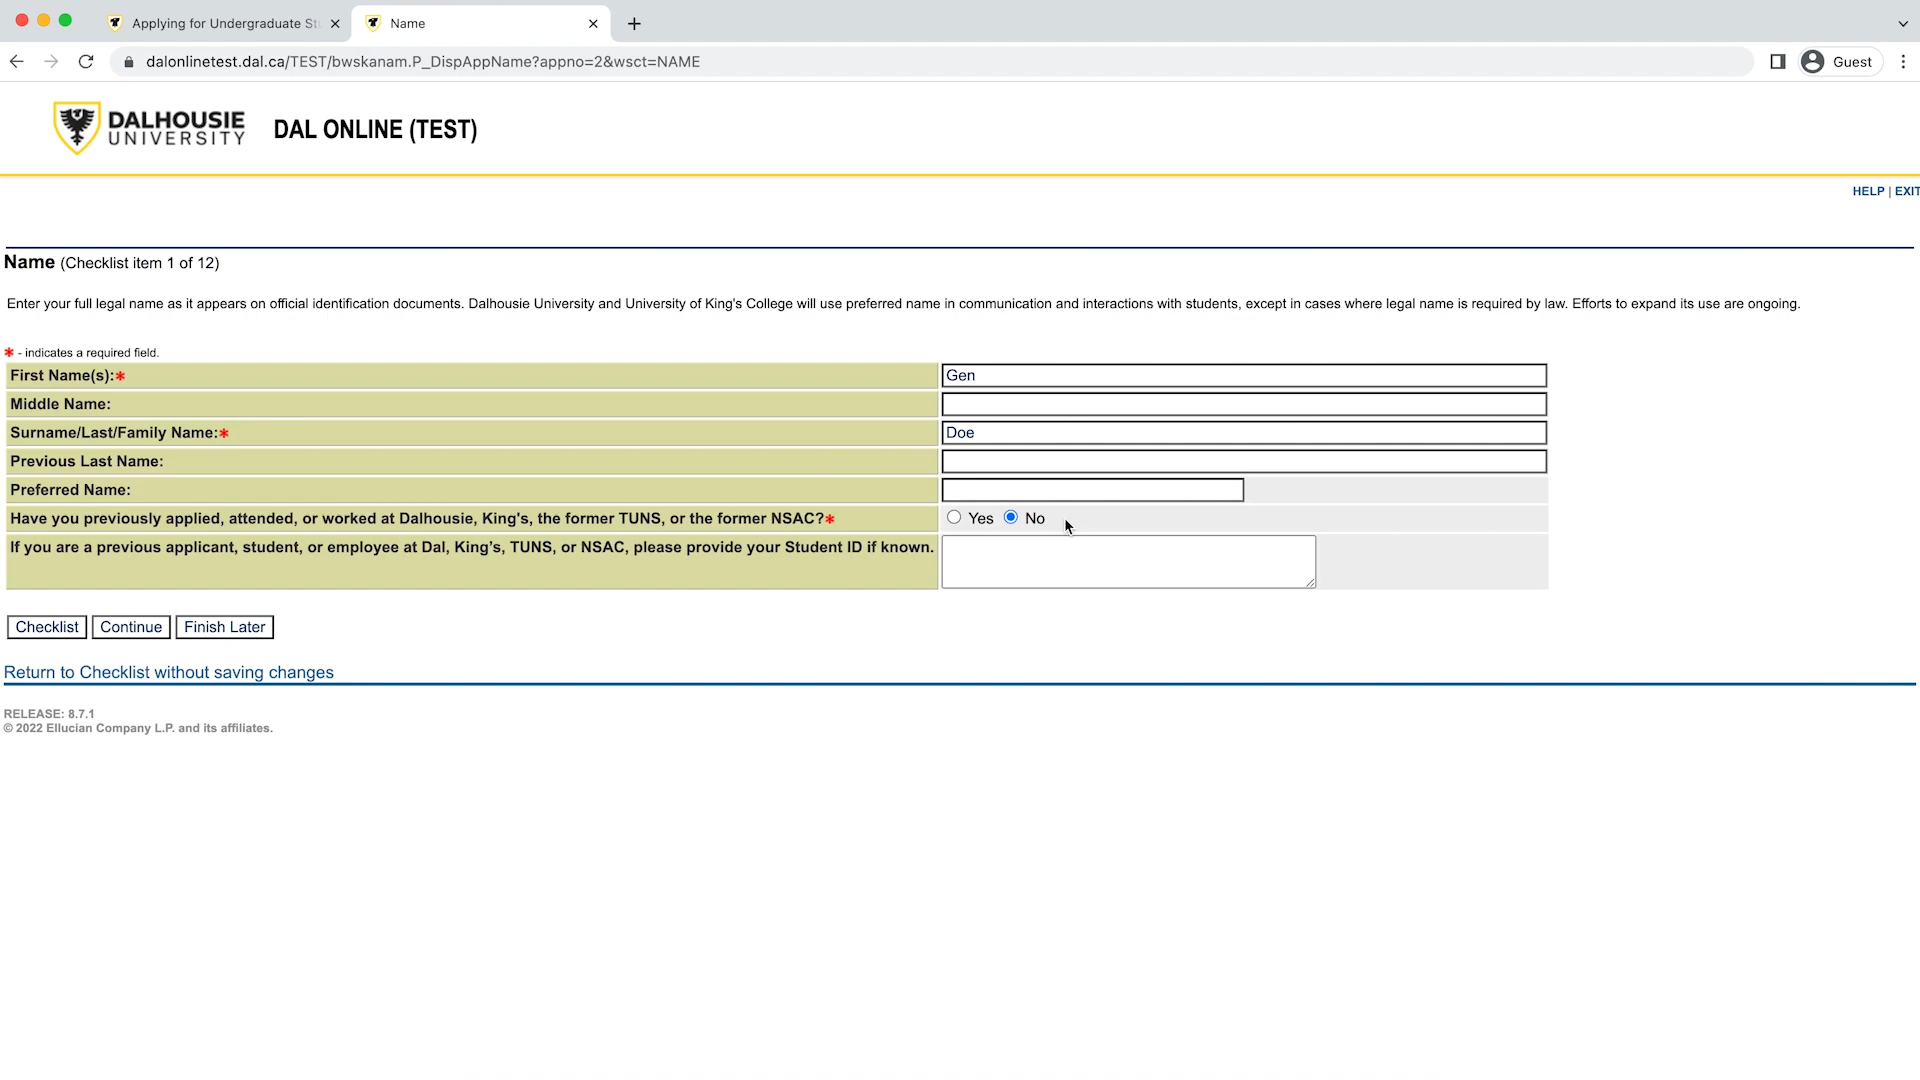 Applying for Undergraduate St
Name
dalonlinetest.dal.ca/TEST/bwskanam.P_DispAppName?appno=2&wsct=NAME
Guest
DALHOUSIE
UNIVERSITY
DAL ONLINE (TEST)
HELP | EXIT
Name (Checklist item 1 of 12)
Enter your full legal name as it appears on official identification documents. Dalhousie University and University of King's College will use preferred name in communication and interactions with students, except in cases where legal name is required by law. Efforts to expand its use are ongoing.
* - indicates a required field.
First Name(s):* Gen
Middle Name:
Surname/Last/Family Name:* Doe
Previous Last Name:
Preferred Name:
Have you previously applied, attended, or worked at Dalhousie, King's, the former TUNS, or the former NSAC?* Yes No
If you are a previous applicant, student, or employee at Dal, King’s, TUNS, or NSAC, please provide your Student ID if known.
Checklist Continue Finish Later
Return to Checklist without saving changes
RELEASE: 8.7.1
© 2022 Ellucian Company L.P. and its affiliates.